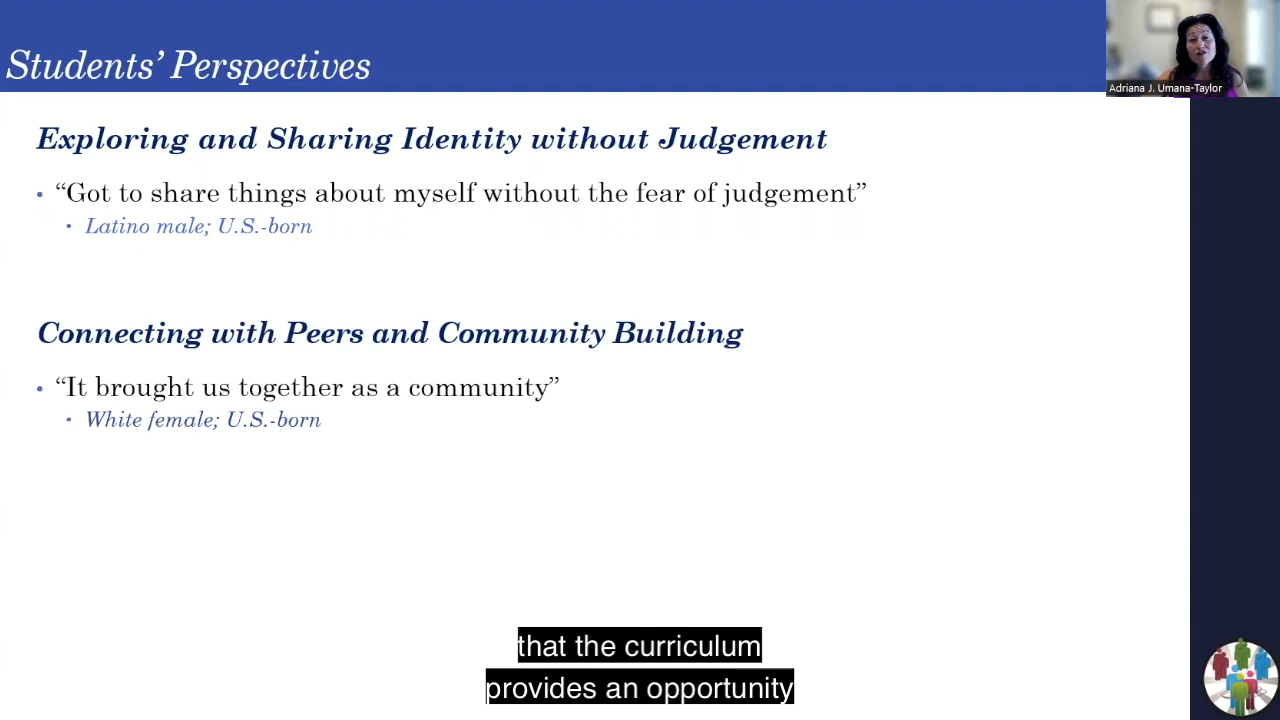 Students’ Perspectives
Adriana J. Umana-Taylor
Exploring and Sharing Identity without Judgement
• “Got to share things about myself without the fear of judgement”
• Latino male; U.S.-born
Connecting with Peers and Community Building
• “It brought us together as a community”
• White female; U.S.-born
that the curriculum
provides an opportunity